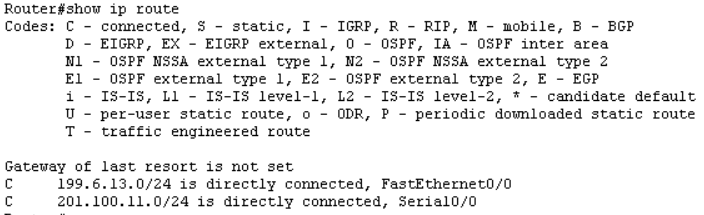 Router#show ip route
Codes: C - connected, S - static, I - IGRP, R - RIP, M - mobile, B - BGP
       D - EIGRP, EX - EIGRP external, O - OSPF, IA - OSPF inter area
       N1 - OSPF NSSA external type 1, N2 - OSPF NSSA external type 2
       E1 - OSPF external type 1, E2 - OSPF external type 2, E - EGP
       i - IS-IS, L1 - IS-IS level-1, L2 - IS-IS level-2, * - candidate default
       U - per-user static route, o - ODR, P - periodic downloaded static route
       T - traffic engineered route
Gateway of last resort is not set
C    199.6.13.0/24 is directly connected, FastEthernet0/0
C    201.100.11.0/24 is directly connected, Serial0/0